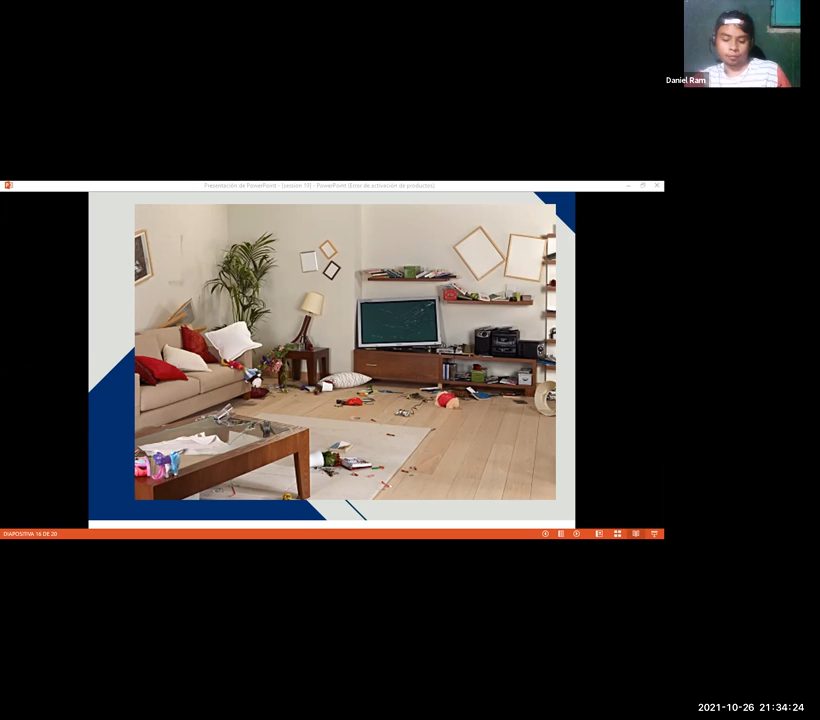 Daniel Ram
Presentación de PowerPoint - [session 18] - PowerPoint (Error de activación de productos)
DIAPOSITIVA 16 DE 20
2021-10-26 21:34:24